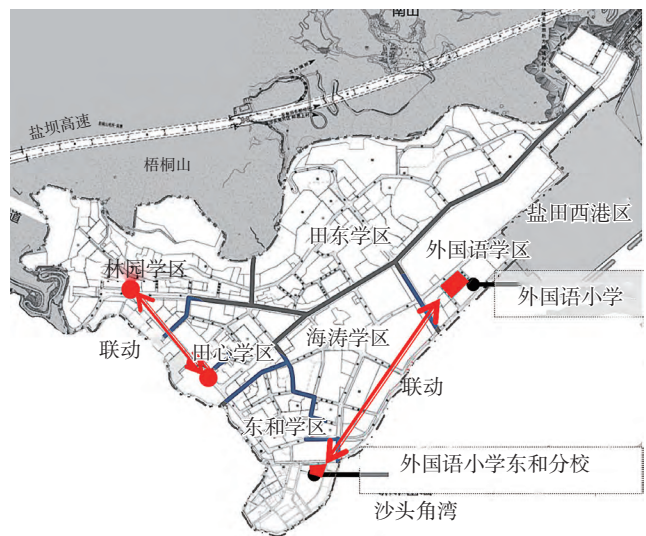 南山
盐坝高速
梧桐山
道
盐田西港区
田东学区
外国语学区
林园学区
外国语小学
海涛学区
联动
田心学区
联动
东和学区
外国语小学东和分校
沙头角湾